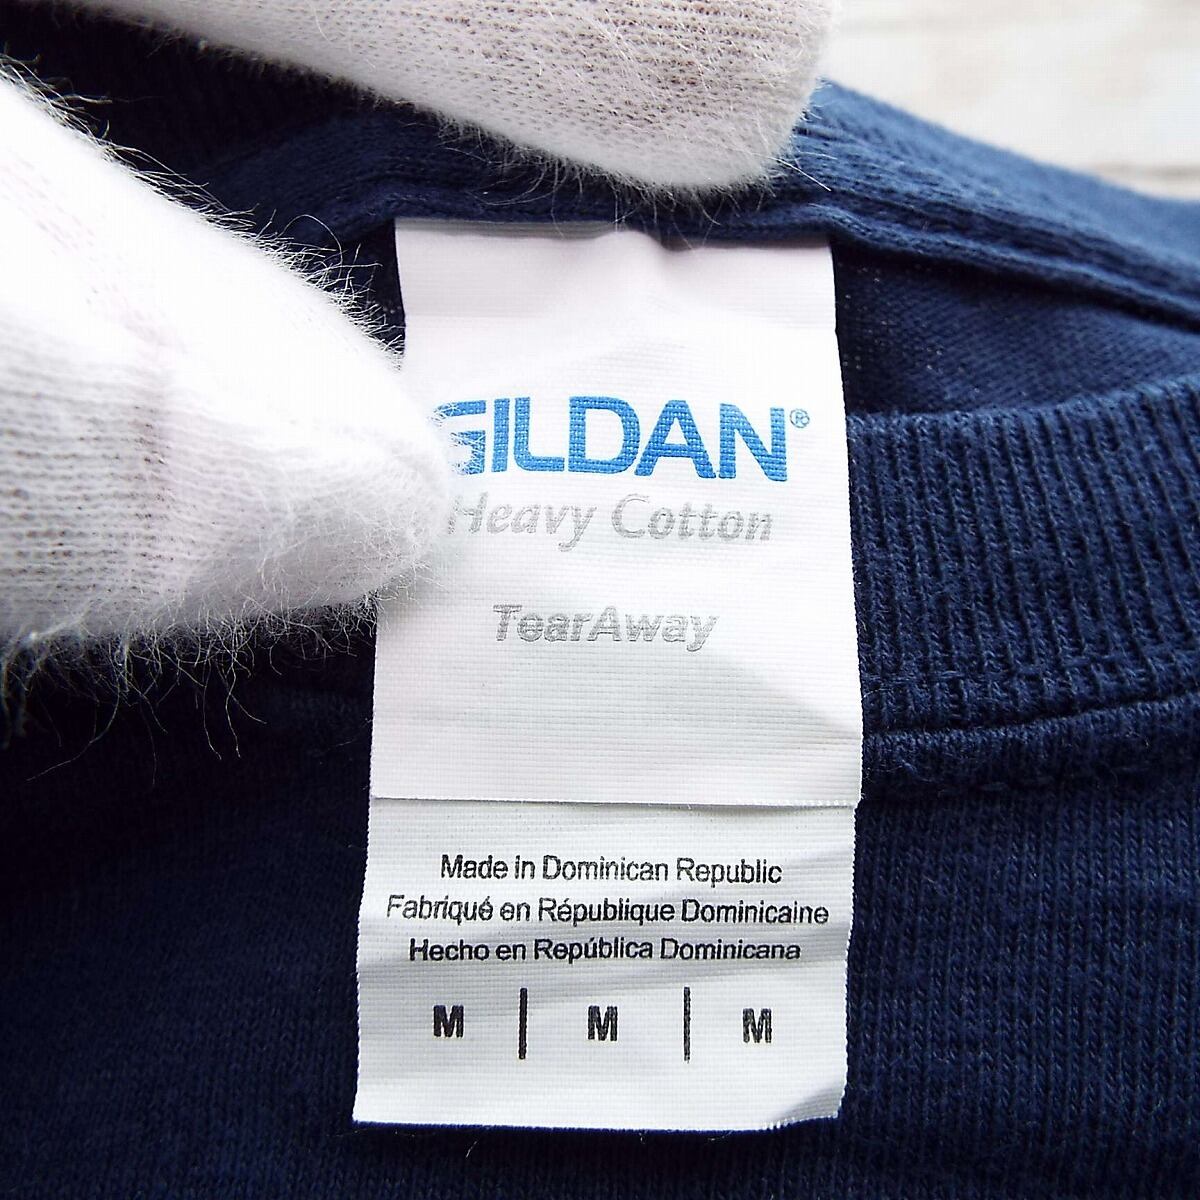 GILDAN®
Heavy Cotton
TearAway
Made in Dominican Republic
Fabriqué en République Dominicaine
Hecho en República Dominicana
M | M | M